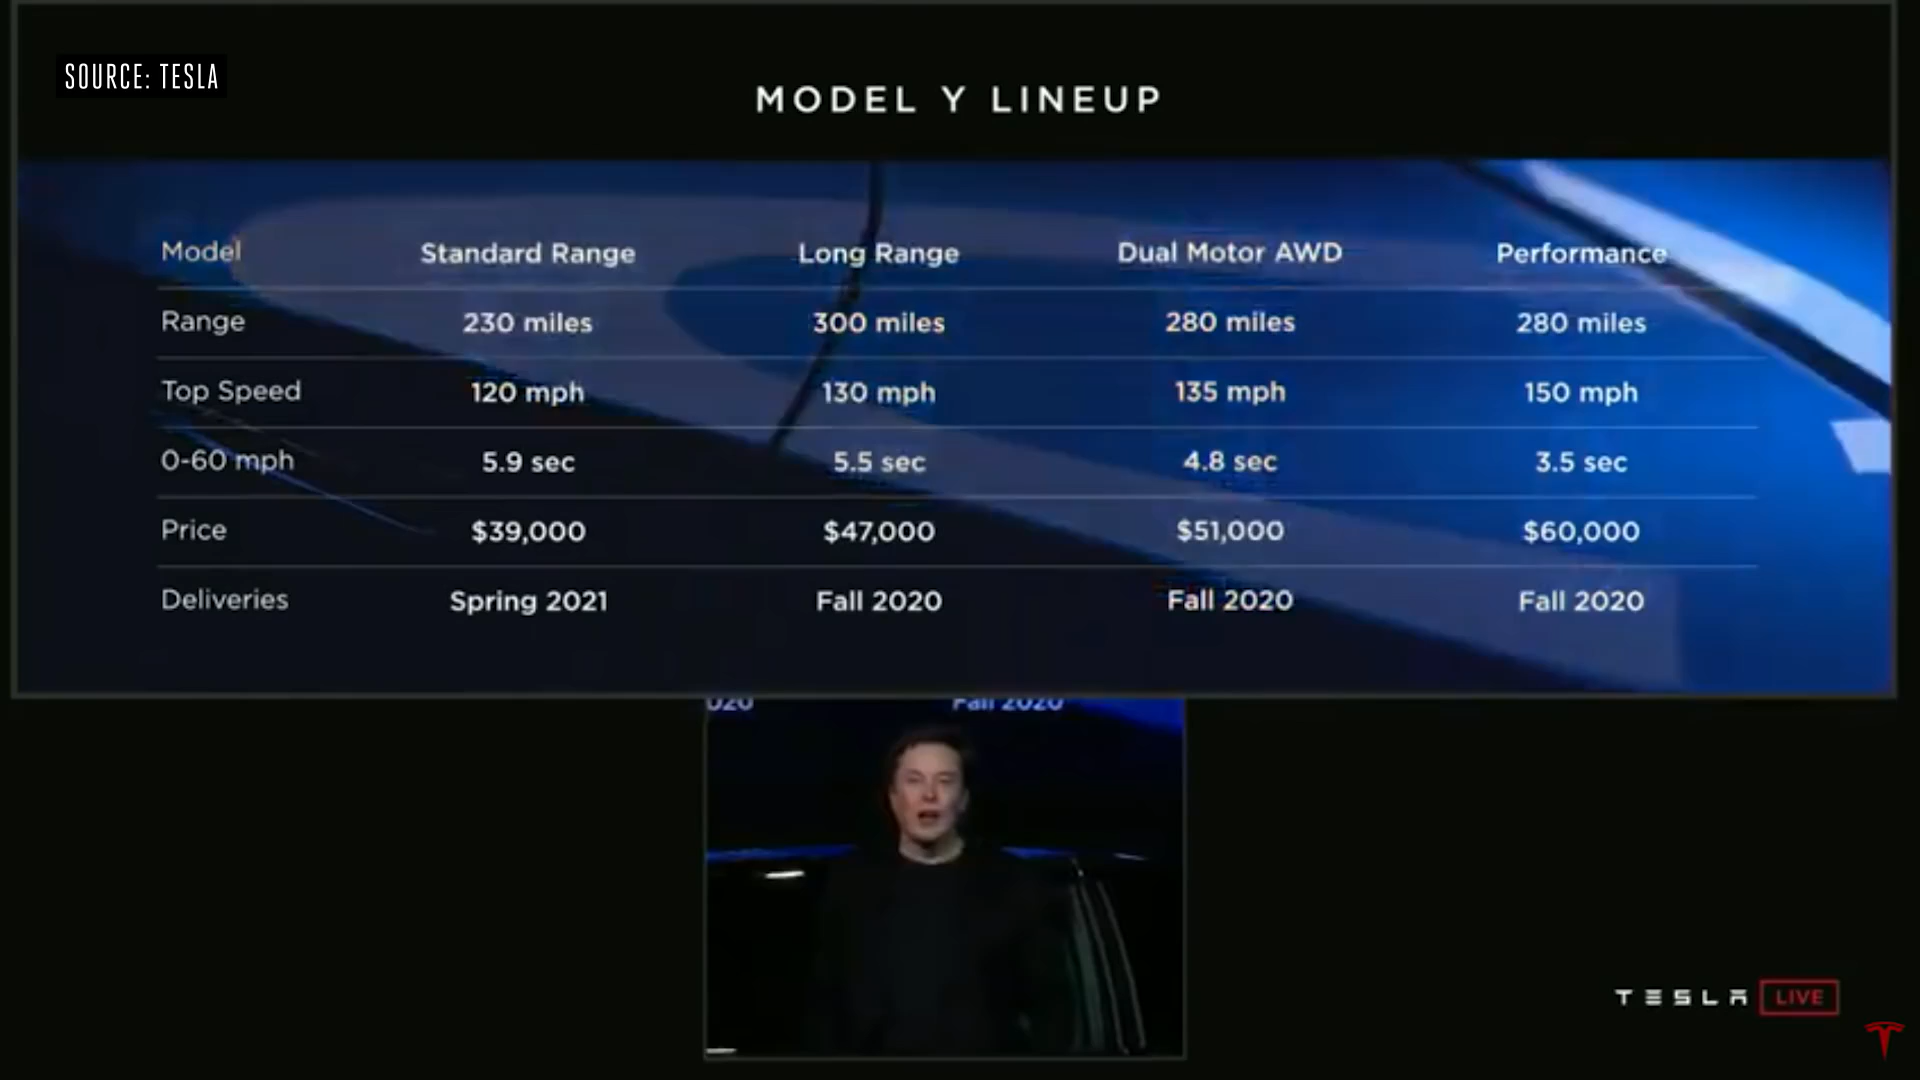 SOURCE: TESLA
MODEL Y LINEUP
Model Standard Range Long Range Dual Motor AWD Performance
Range 230 miles 300 miles 280 miles 280 miles
Top Speed 120 mph 130 mph 135 mph 150 mph
0-60 mph 5.9 sec 5.5 sec 4.8 sec 3.5 sec
Price $39,000 $47,000 $51,000 $60,000
Deliveries Spring 2021 Fall 2020 Fall 2020 Fall 2020
020 Fall 2020
TESLA LIVE